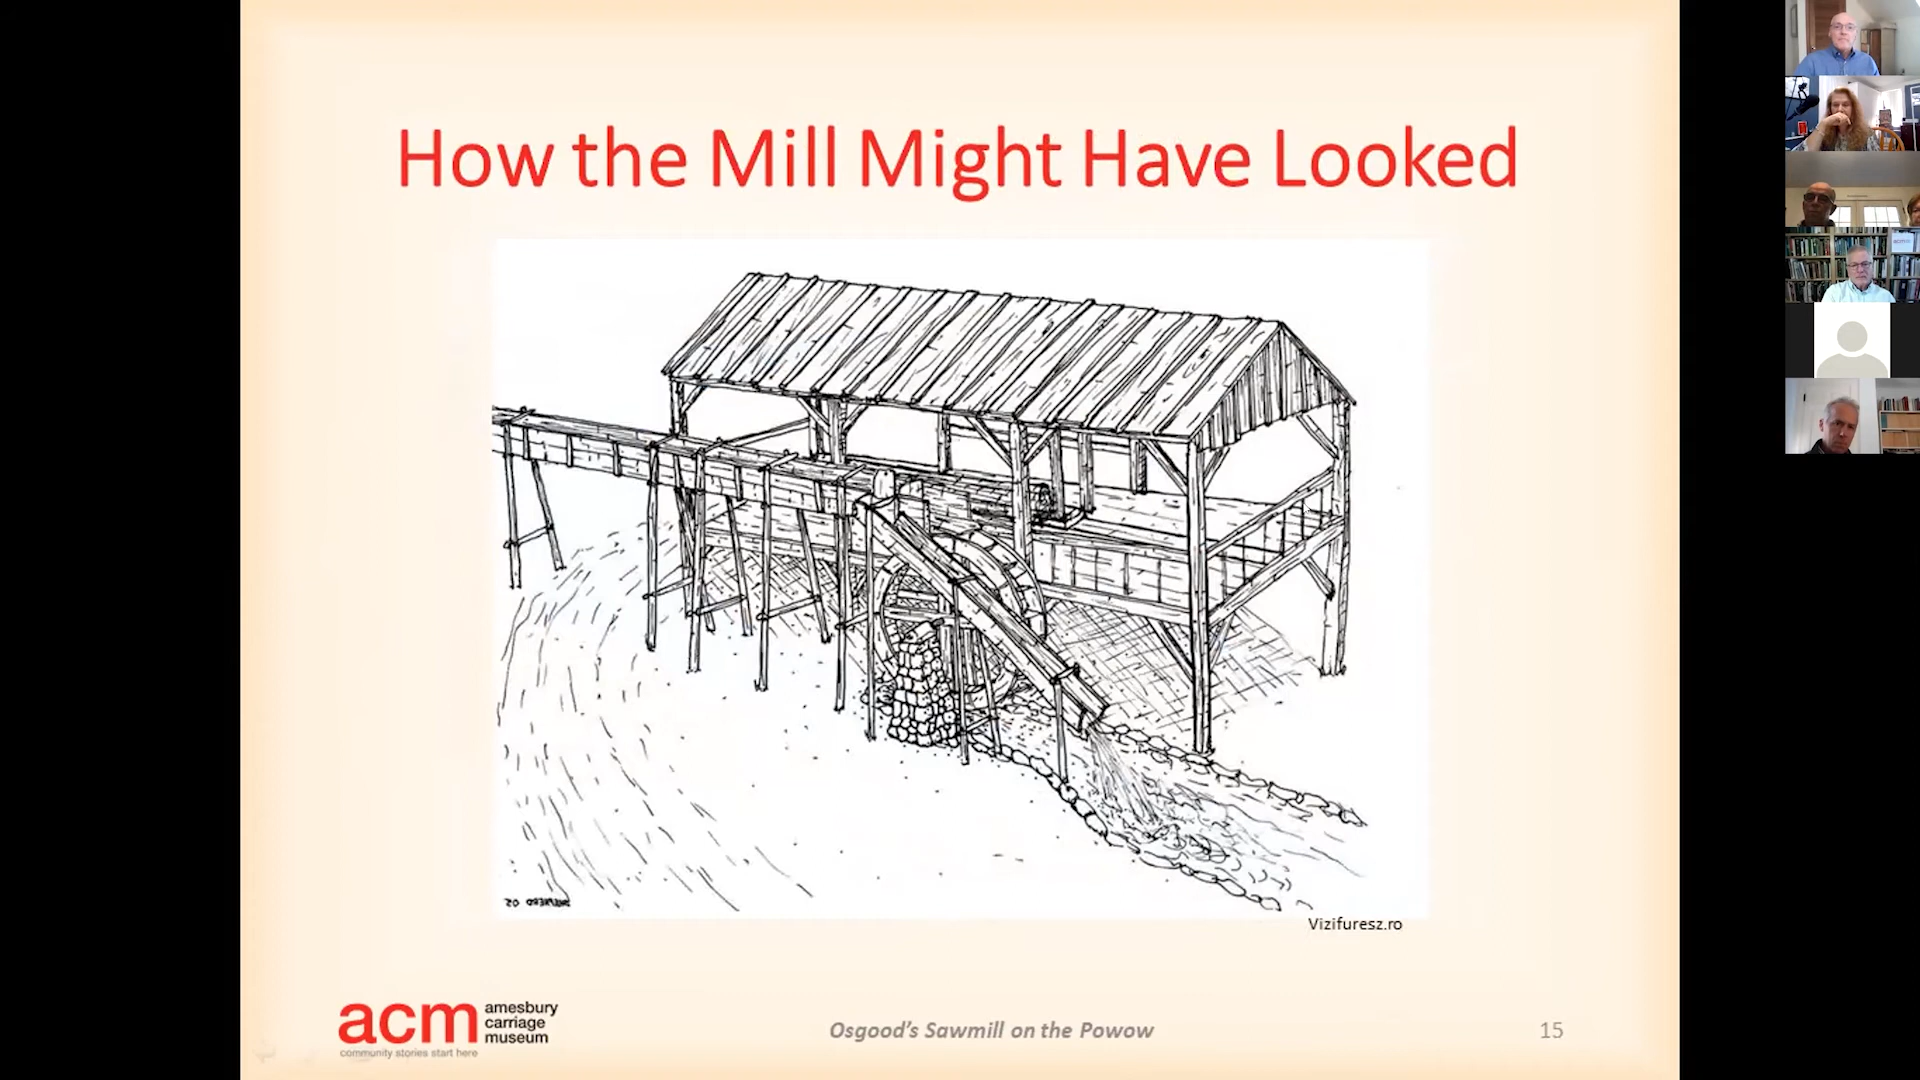 How the Mill Might Have Looked
Vizifuresz.ro
acm
amesbury
carriage
museum
community stories start here
Osgood's Sawmill on the Powow
15